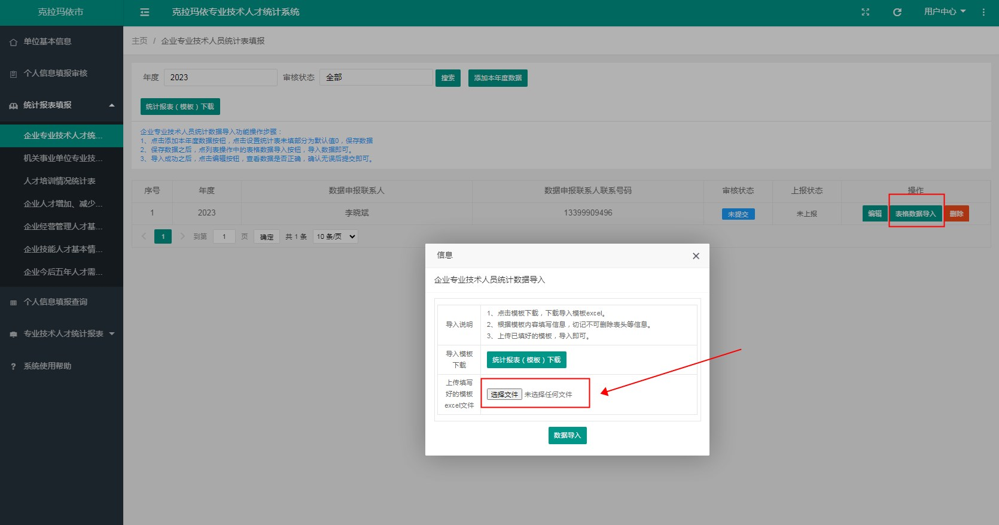 克拉玛依市
克拉玛依专业技术人才统计系统
用户中心
单位基本信息
个人信息填报审核
统计报表填报
企业专业技术人才统...
机关事业单位专业技...
人才培训情况统计表
企业人才增加、减少...
企业经营管理人才基...
企业技能人才基本情...
企业今后五年人才需...
个人信息填报查询
专业技术人才统计报表
系统使用帮助
主页 / 企业专业技术人员统计表填报
年度 2023 审核状态 全部 搜索 添加本年度数据
统计报表（模板）下载
企业专业技术人员统计数据导入功能操作步骤：
1、点击添加本年度数据按钮，点击设置统计表未填部分为默认值0，保存数据
2、保存数据之后，点列表操作中的表格数据导入按钮，导入数据即可。
3、导入成功之后，点击编辑按钮，查看数据是否正确，确认无误后提交即可。
序号 年度 数据申报联系人 数据申报联系人联系号码 审核状态 上报状态 操作
1 2023 李晓斌 13399909496 未提交 未上报 编辑 表格数据导入 删除
1 到第 1 页 确定 共 1 条 10 条/页
信息
企业专业技术人员统计数据导入
导入说明
1、点击模板下载，下载导入模板excel。
2、根据模板内容填写信息，切记不可删除表头等信息。
3、上传已填好的模板，导入即可。
导入模板
下载
统计报表（模板）下载
上传填写
好的模板
excel文件
选择文件 未选择任何文件
数据导入